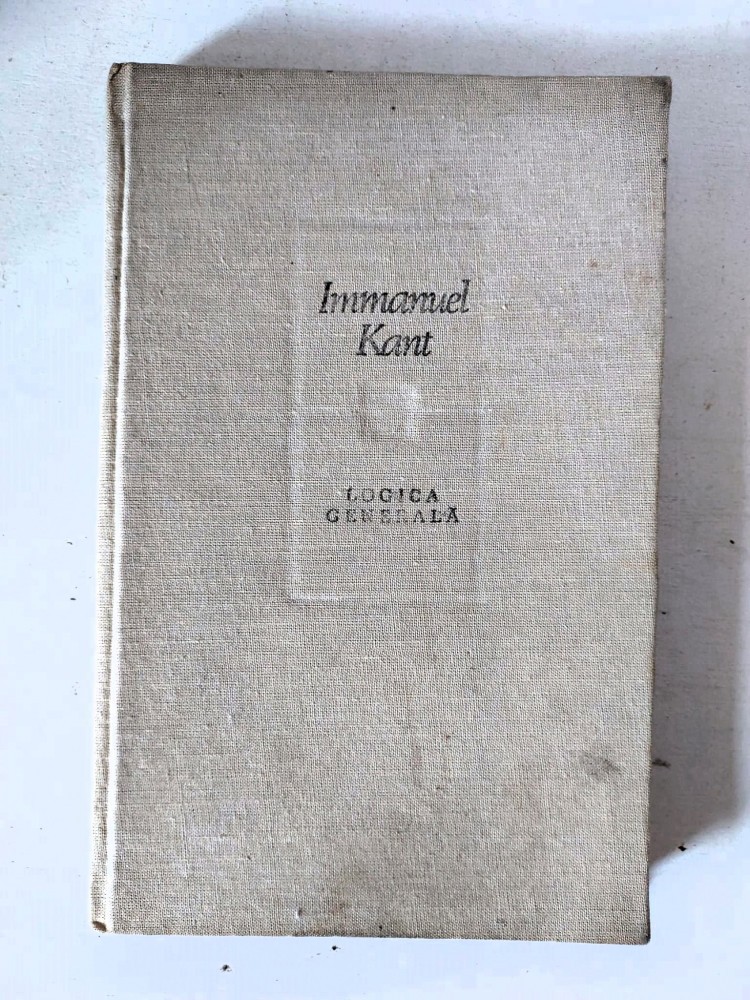 Immanuel
Kant
LOGICA
GENERALĂ